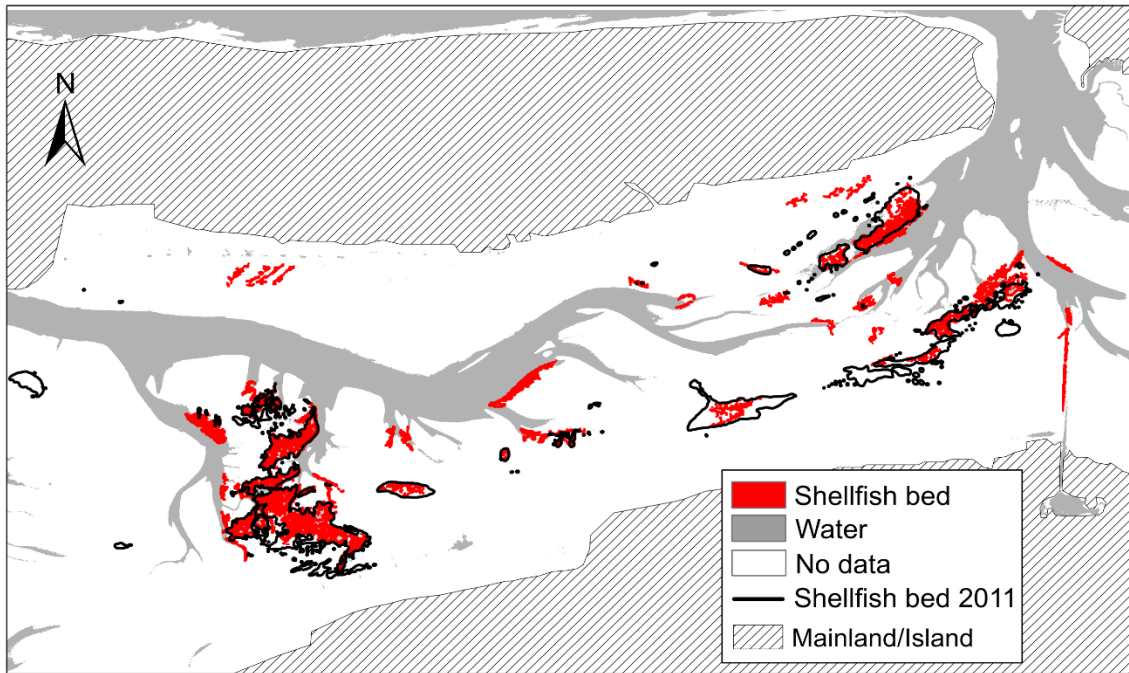 N
Shellfish bed
Water
No data
Shellfish bed 2011
Mainland/Island